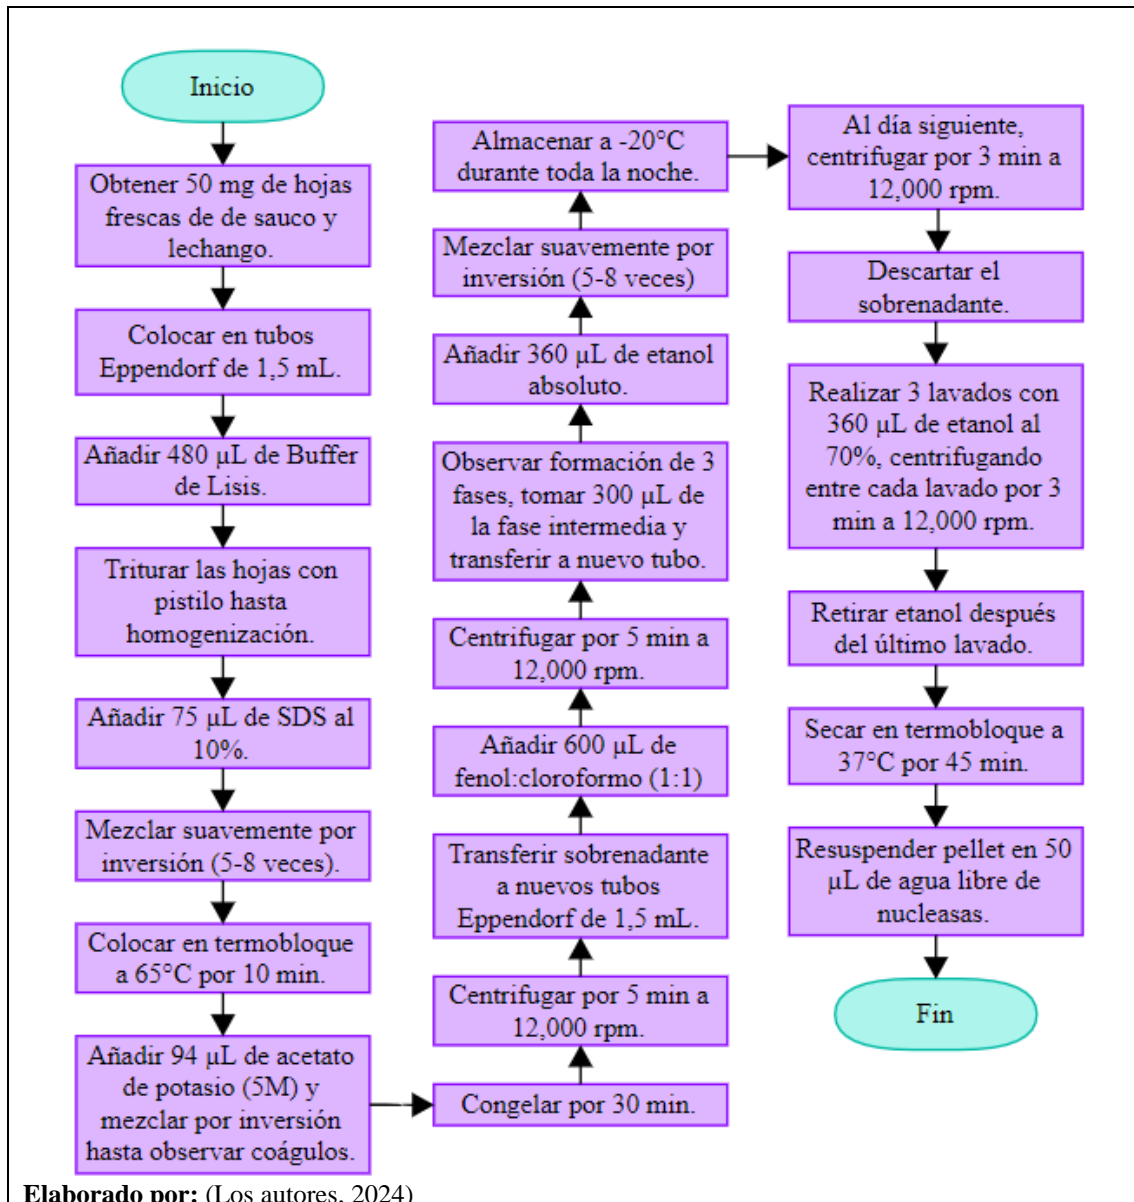 Inicio
Obtener 50 mg de hojas
frescas de de sauco y
lechango.
Colocar en tubos
Eppendorf de 1,5 mL.
Añadir 480 µL de Buffer
de Lisis.
Triturar las hojas con
pistilo hasta
homogenización.
Añadir 75 µL de SDS al
10%.
Mezclar suavemente por
inversión (5-8 veces).
Colocar en termobloque
a 65°C por 10 min.
Añadir 94 µL de acetato
de potasio (5M) y
mezclar por inversión
hasta observar coágulos.
Congelar por 30 min.
Centrifugar por 5 min a
12,000 rpm.
Transferir sobrenadante
a nuevos tubos
Eppendorf de 1,5 mL.
Añadir 600 µL de
fenol:cloroformo (1:1)
Centrifugar por 5 min a
12,000 rpm.
Observar formación de 3
fases, tomar 300 µL de
la fase intermedia y
transferir a nuevo tubo.
Añadir 360 µL de etanol
absoluto.
Mezclar suavemente por
inversión (5-8 veces)
Almacenar a -20°C
durante toda la noche.
Al día siguiente,
centrifugar por 3 min a
12,000 rpm.
Descartar el
sobrenadante.
Realizar 3 lavados con
360 µL de etanol al
70%, centrifugando
entre cada lavado por 3
min a 12,000 rpm.
Retirar etanol después
del último lavado.
Secar en termobloque a
37°C por 45 min.
Resuspender pellet en 50
µL de agua libre de
nucleasas.
Fin
Elaborado por: (Los autores, 2024)